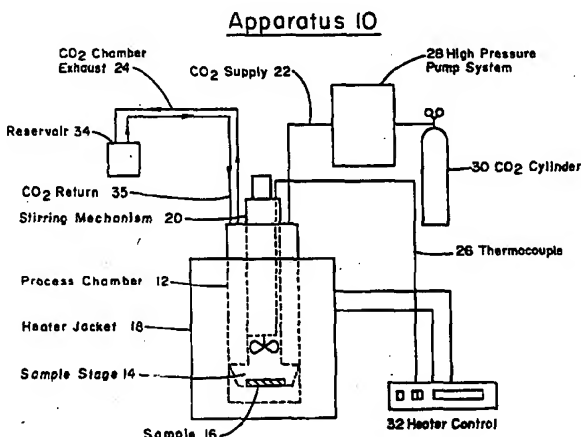 Apparatus 10
CO2 Chamber
Exhaust 24
CO2 Supply 22
28 High Pressure
Pump System
Reservoir 34
30 CO2 Cylinder
CO2 Return 35
Stirring Mechanism 20
26 Thermocouple
Process Chamber 12
Heater Jacket 18
Sample Stage 14
Sample 16
32 Heater Control